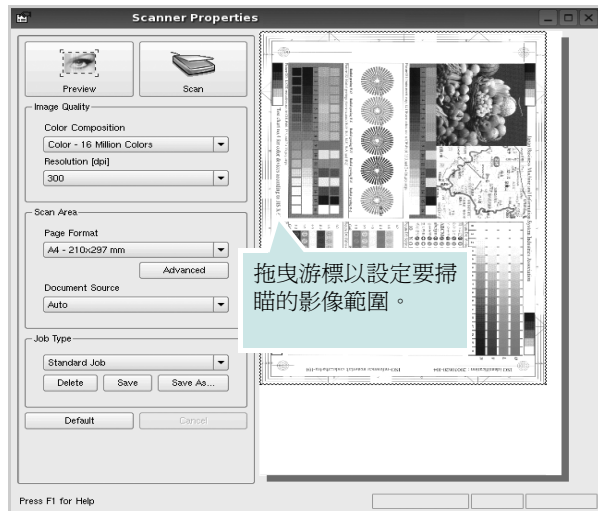 Scanner Properties
Preview
Scan
Image Quality
Color Composition
Color - 16 Million Colors
Resolution [dpi]
300
Scan Area
Page Format
A4 - 210x297 mm
Advanced
Document Source
Auto
Job Type
Standard Job
Delete
Save
Save As...
Default
Cancel
拖曳游標以設定要掃
瞄的影像範圍。
Press F1 for Help